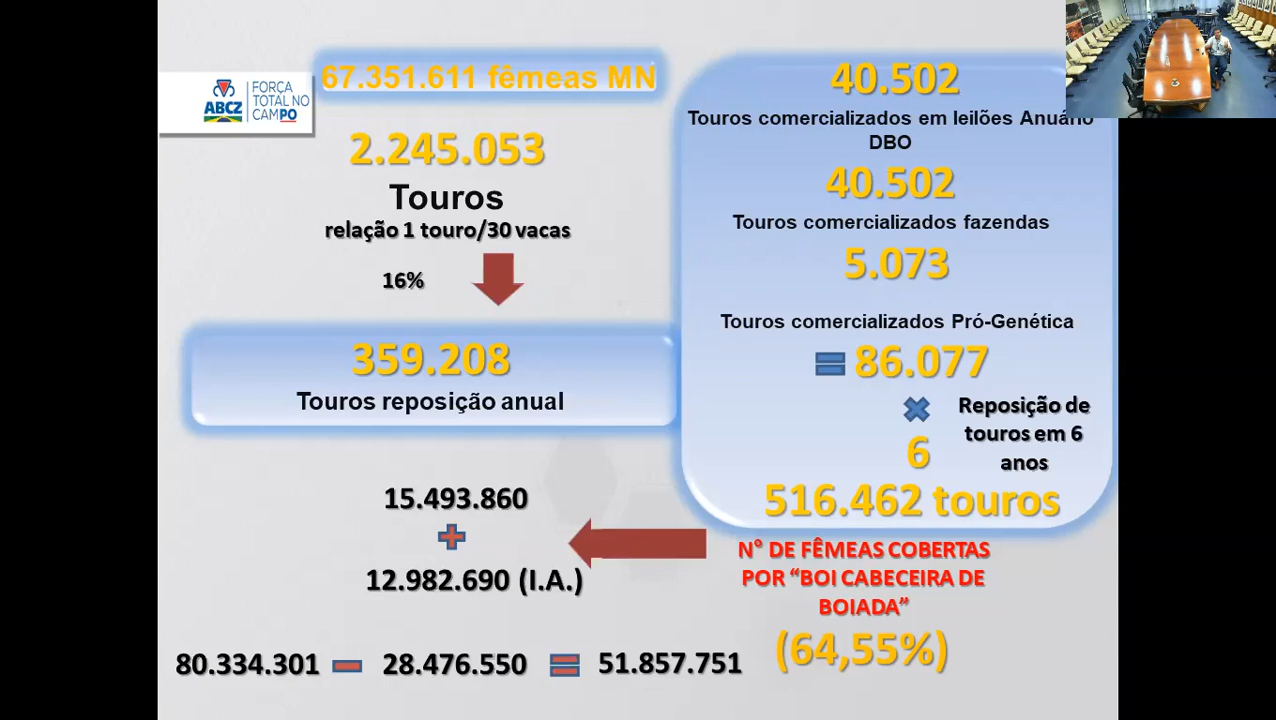 67.351.611 fêmeas MN
ABCZ
FORÇA
TOTAL NO
CAMPO
2.245.053
Touros
relação 1 touro/30 vacas
16%
359.208
Touros reposição anual
15.493.860
+
12.982.690 (I.A.)
80.334.301 - 28.476.550 = 51.857.751
40.502
Touros comercializados em leilões Anuário
DBO
40.502
Touros comercializados fazendas
5.073
Touros comercializados Pró-Genética
= 86.077
×
6
Reposição de
touros em 6
anos
516.462 touros
N° DE FÊMEAS COBERTAS
POR “BOI CABECEIRA DE
BOIADA”
(64,55%)